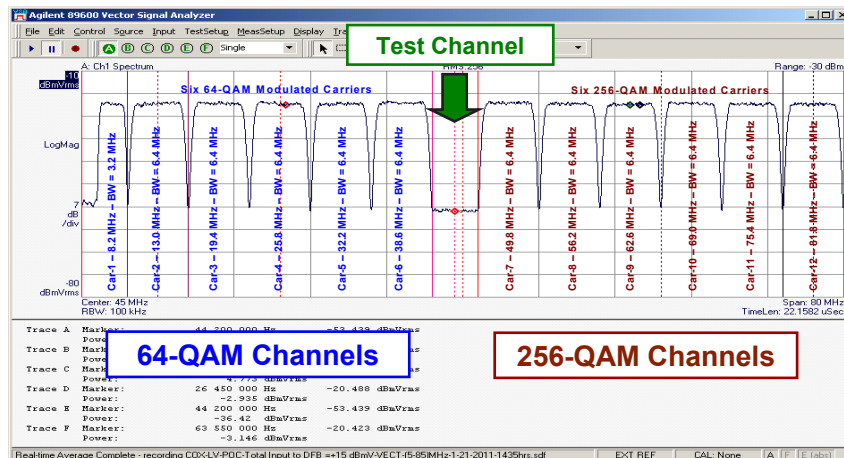 Agilent 89600 Vector Signal Analyzer
File Edit Control Source Input TestSetup MeasSetup Display
A B C D E F Single
Test Channel
A: Ch1 Spectrum
Range: -30 dBm
-10
dBmVrms
Six 64-QAM Modulated Carriers
Six 256-QAM Modulated Carriers
LogMag
7
dB
/div
-80
dBmVrms
Car-1 – 8.2 MHz – BW = 3.2 MHz
Car-2 – 13.0 MHz – BW = 6.4 MHz
Car-3 – 19.4 MHz – BW = 6.4 MHz
Car-4 – 25.8 MHz – BW = 6.4 MHz
Car-5 – 32.2 MHz – BW = 6.4 MHz
Car-6 – 38.6 MHz – BW = 6.4 MHz
Car-7 – 49.8 MHz – BW = 6.4 MHz
Car-8 – 56.2 MHz – BW = 6.4 MHz
Car-9 – 62.6 MHz – BW = 6.4 MHz
Car-10 – 69.0 MHz – BW = 6.4 MHz
Car-11 – 75.4 MHz – BW = 6.4 MHz
Car-12 – 81.8 MHz – BW = 6.4 MHz
Center: 45 MHz
Span: 80 MHz
RBW: 100 kHz
TimeLen: 22.1582 uSec
Trace A Marker: 44 200 000 Hz -53.439 dBmVrms
Trace B Marker:
Trace C Marker:
Power: 4.773 dBmVrms
Trace D Marker: 26 450 000 Hz -20.488 dBmVrms
Power: -2.935 dBmVrms
Trace E Marker: 44 200 000 Hz -53.439 dBmVrms
Power: -36.42 dBmVrms
Trace F Marker: 63 550 000 Hz -20.423 dBmVrms
Power: -3.146 dBmVrms
64-QAM Channels
256-QAM Channels
Real-time Average Complete - recording COX-LV-POC-Total Input to DFB =+15 dBmV-VECT-(5-85)MHz-1-21-2011-1435hrs.sdf
EXT REF CAL: None A F E (abs)